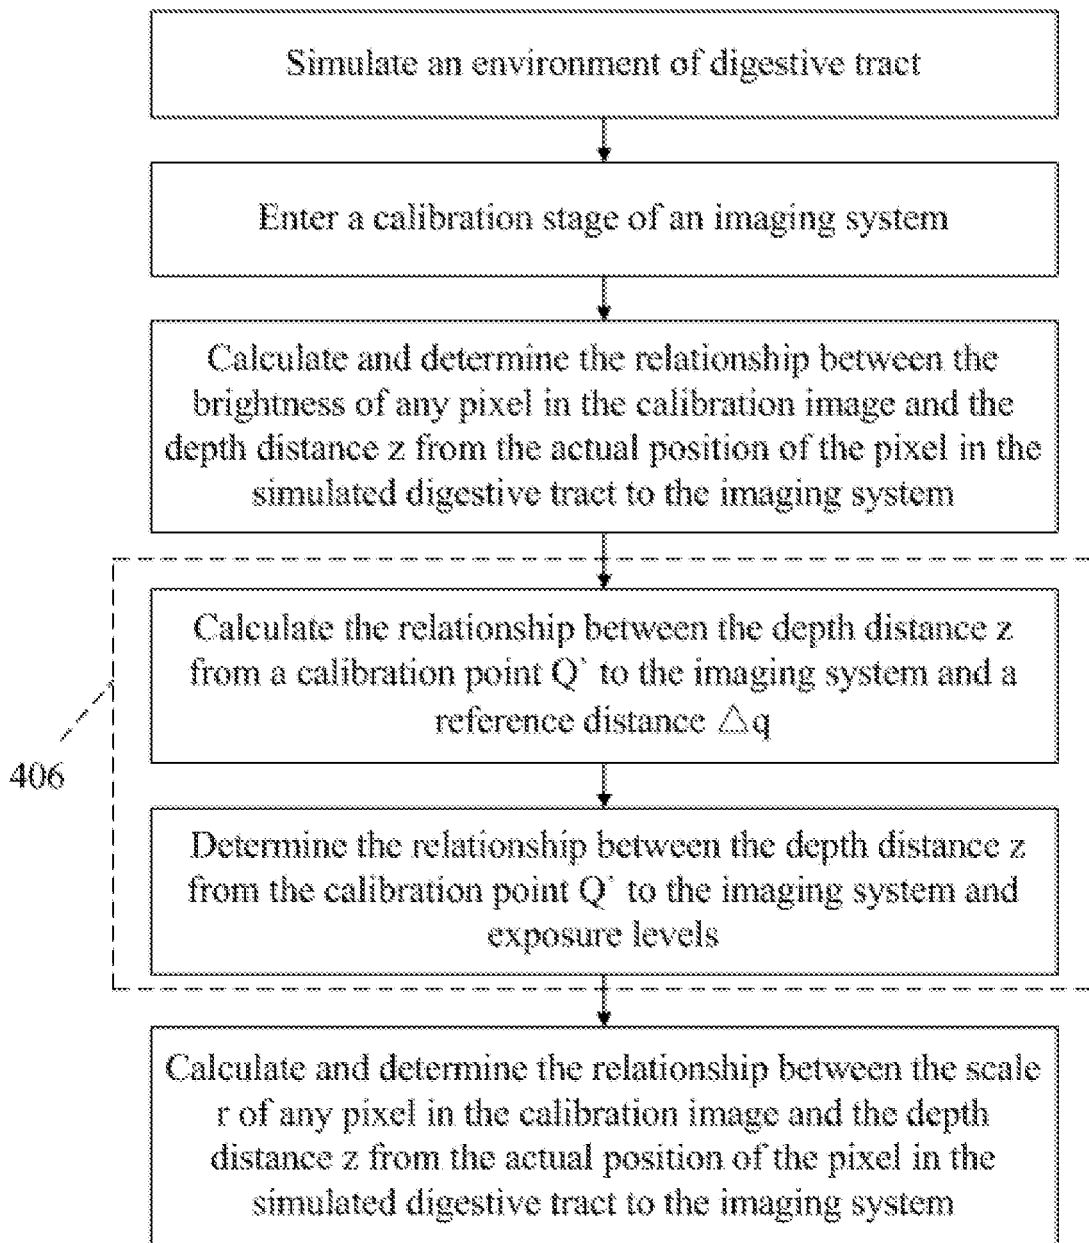 Simulate an environment of digestive tract
Enter a calibration stage of an imaging system
Calculate and determine the relationship between the
brightness of any pixel in the calibration image and the
depth distance z from the actual position of the pixel in the
simulated digestive tract to the imaging system
Calculate the relationship between the depth distance z
from a calibration point Q' to the imaging system and a
reference distance △q
406
Determine the relationship between the depth distance z
from the calibration point Q' to the imaging system and
exposure levels
Calculate and determine the relationship between the scale
r of any pixel in the calibration image and the depth
distance z from the actual position of the pixel in the
simulated digestive tract to the imaging system